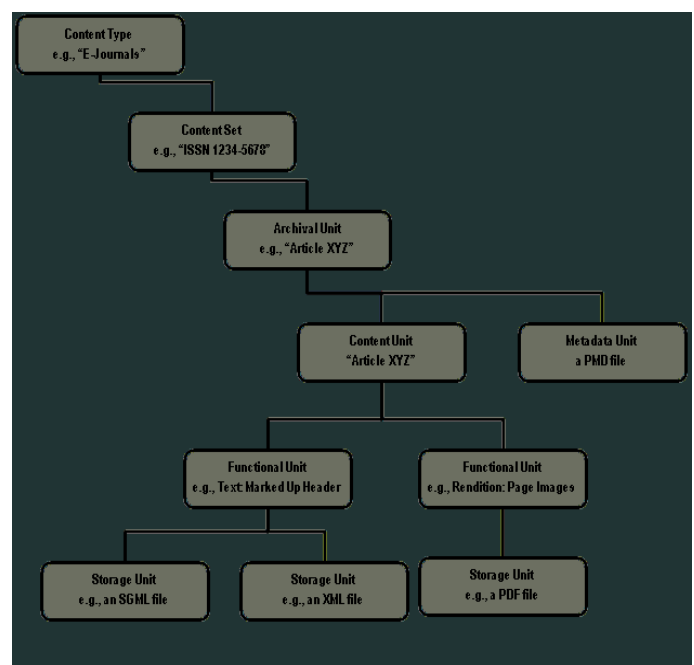 Content Type
e.g., "E-Journals"
Content Set
e.g., "ISSN 1234-5678"
Archival Unit
e.g., "Article XYZ"
Content Unit
"Article XYZ"
Metadata Unit
a PMD file
Functional Unit
e.g., Text: Marked Up Header
Functional Unit
e.g., Rendition: Page Images
Storage Unit
e.g., an SGML file
Storage Unit
e.g., an XML file
Storage Unit
e.g., a PDF file